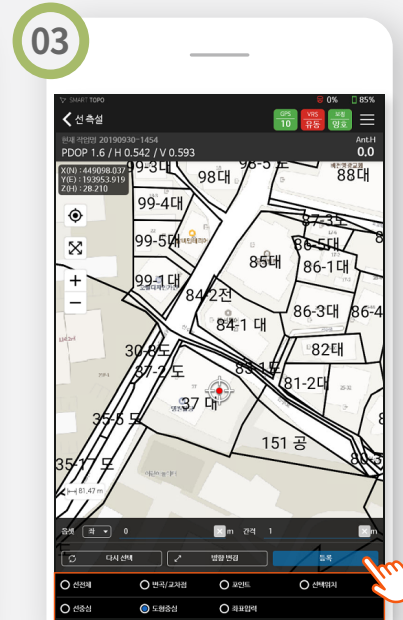 03
SMART TOPO 0% 85%
선 측설
GPS 10 VRS 유동 보정 양호
현재 작업명 20190930-1454 Ant.H
PDOP 1.6 / H 0.542 / V 0.593 0.0
X(N) : 449098.037
Y(E) : 193953.919
Z(H) : 28.210
99-3대
98대
98-5 도
88대
99-4대
87-3도
99-5대
86-5대
85대
86-1대
99-1대
84-2전
84-1 대
86-3대
86-4
30-8도
82대
37-2 도
83-1도
81-2대
37 대
35-5 도
151 공
35-17 도
80-3
81.47 m
옵셋 좌 0 m 간격 1 m
다시 선택 방향 변경 등록
선전체 변곡/교차점 포인트 선택위치
선중심 도형중심 좌표입력